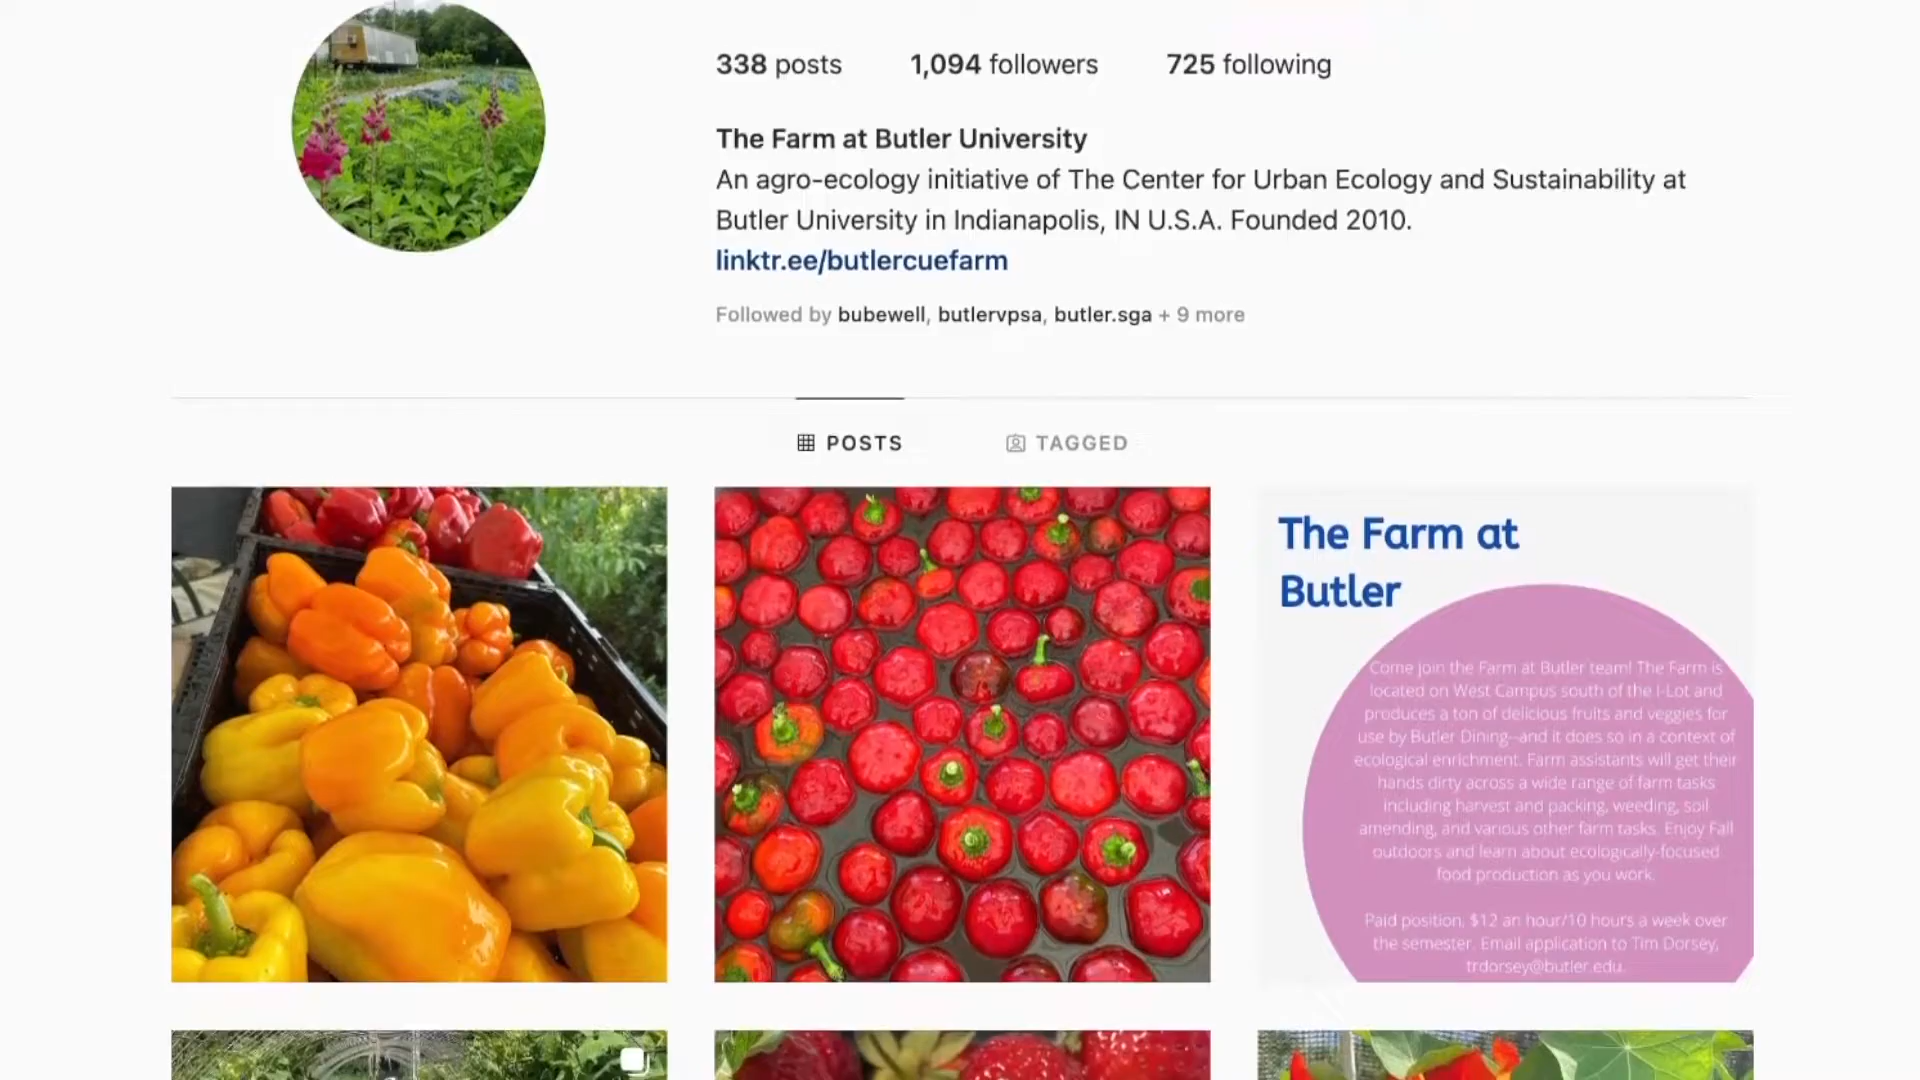 338 posts 1,094 followers 725 following
The Farm at Butler University
An agro-ecology initiative of The Center for Urban Ecology and Sustainability at
Butler University in Indianapolis, IN U.S.A. Founded 2010.
linktr.ee/butlercuefarm
Followed by bubewell, butlervpsa, butler.sga + 9 more
POSTS TAGGED
The Farm at
Butler
Come join the Farm at Butler team! The Farm is
located on West Campus south of the I-Lot and
produces a ton of delicious fruits and veggies for
use by Butler Dining--and it does so in a context of
ecological enrichment. Farm assistants will get their
hands dirty across a wide range of farm tasks
including harvest and packing, weeding, soil
amending, and various other farm tasks. Enjoy Fall
outdoors and learn about ecologically-focused
food production as you work.
Paid position. $12 an hour/10 hours a week over
the semester. Email application to Tim Dorsey,
trdorsey@butler.edu.